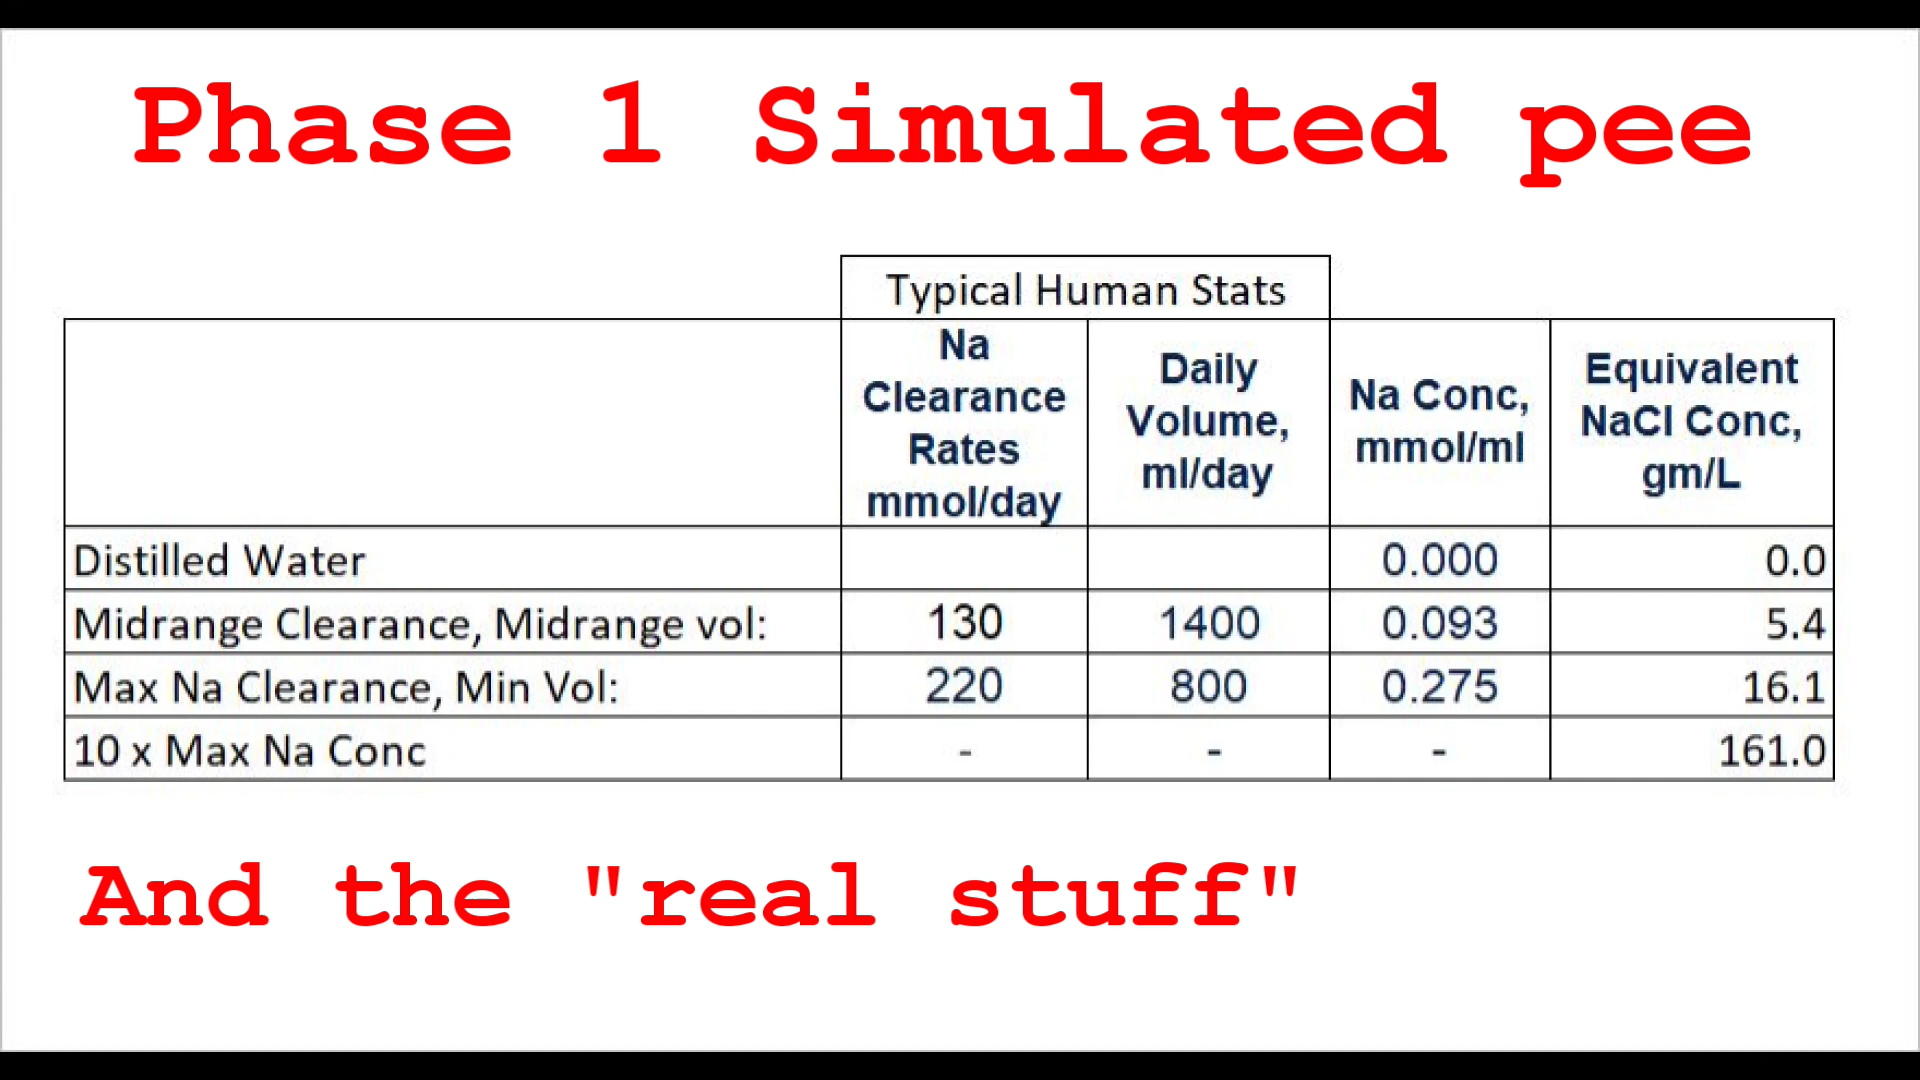 Phase 1 Simulated pee
Typical Human Stats
Na Clearance Rates mmol/day
Daily Volume, ml/day
Na Conc, mmol/ml
Equivalent NaCl Conc, gm/L
Distilled Water 0.000 0.0
Midrange Clearance, Midrange vol: 130 1400 0.093 5.4
Max Na Clearance, Min Vol: 220 800 0.275 16.1
10 x Max Na Conc - - - 161.0
And the "real stuff"